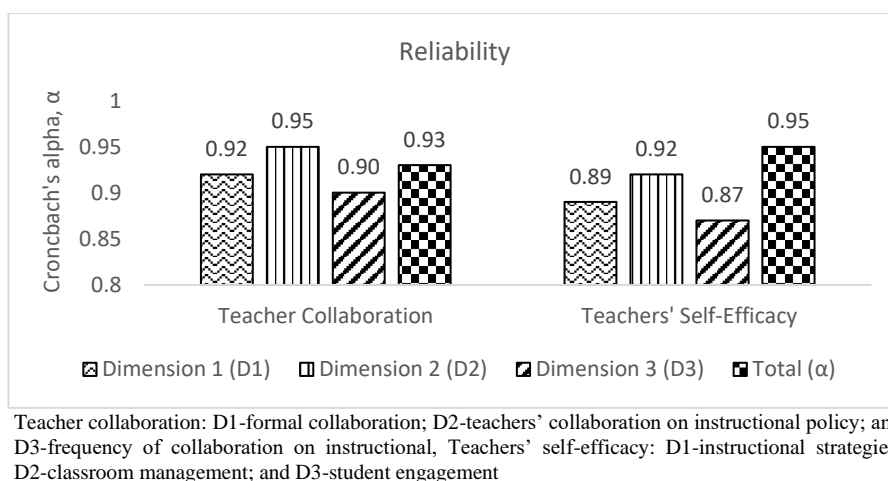 Reliability
Croncbach's alpha, α
1
0.95
0.9
0.85
0.8
0.92
0.95
0.90
0.93
0.89
0.92
0.87
0.95
Teacher Collaboration
Teachers' Self-Efficacy
Dimension 1 (D1) Dimension 2 (D2) Dimension 3 (D3) Total (α)
Teacher collaboration: D1-formal collaboration; D2-teachers’ collaboration on instructional policy;
D3-frequency of collaboration on instructional, Teachers’ self-efficacy: D1-instructional
D2-classroom management; and D3-student engagement